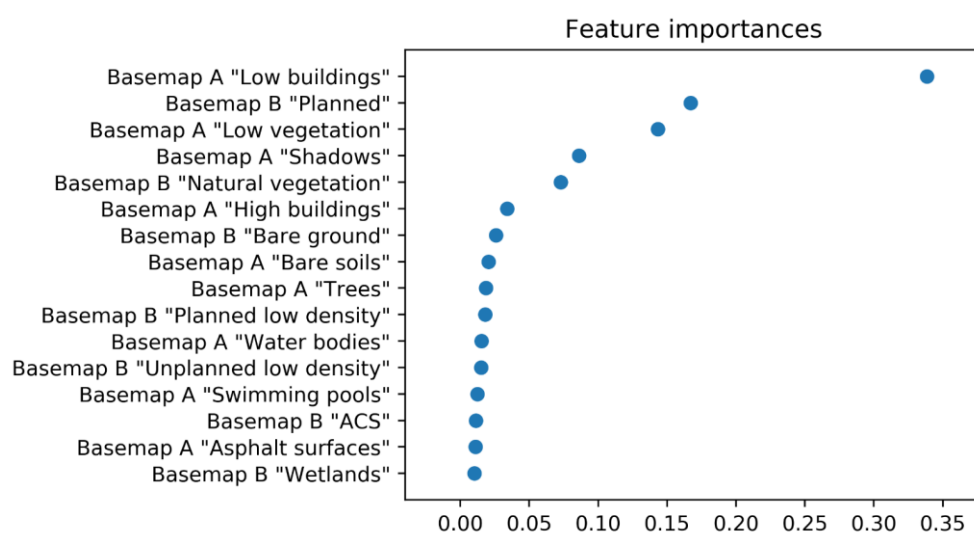 Feature importances
Basemap A "Low buildings"
Basemap B "Planned"
Basemap A "Low vegetation"
Basemap A "Shadows"
Basemap B "Natural vegetation"
Basemap A "High buildings"
Basemap B "Bare ground"
Basemap A "Bare soils"
Basemap A "Trees"
Basemap B "Planned low density"
Basemap A "Water bodies"
Basemap B "Unplanned low density"
Basemap A "Swimming pools"
Basemap B "ACS"
Basemap A "Asphalt surfaces"
Basemap B "Wetlands"
0.00 0.05 0.10 0.15 0.20 0.25 0.30 0.35